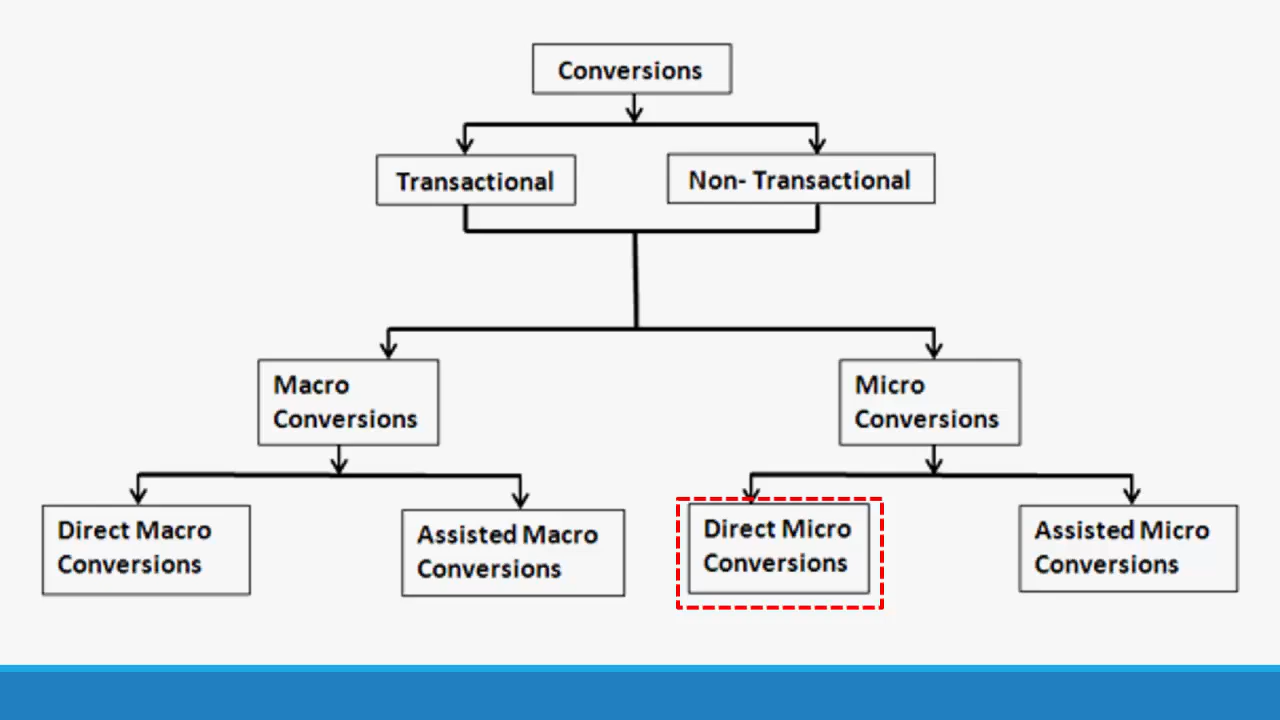 Conversions
Transactional
Non- Transactional
Macro
Conversions
Micro
Conversions
Direct Macro
Conversions
Assisted Macro
Conversions
Direct Micro
Conversions
Assisted Micro
Conversions